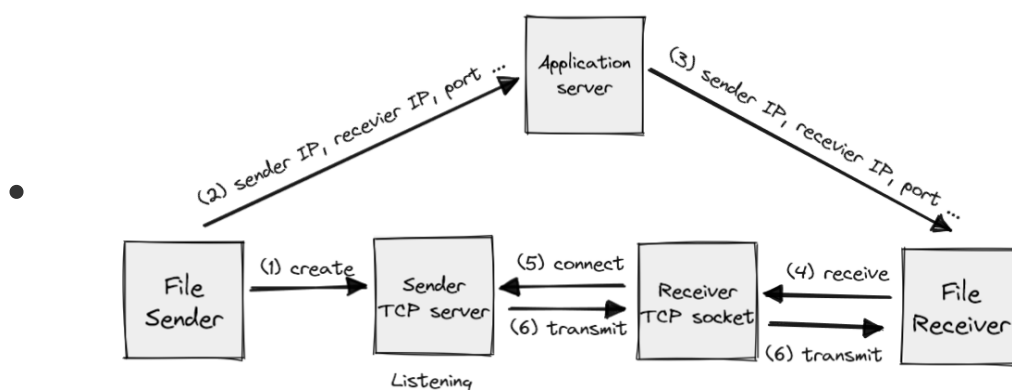 Application
server
(2) sender IP, recevier IP, port ...
(3) sender IP, recevier IP, port ...
File
Sender
(1) create
Sender
TCP server
(5) connect
(6) transmit
Receiver
TCP socket
(4) receive
(6) transmit
File
Receiver
Listening